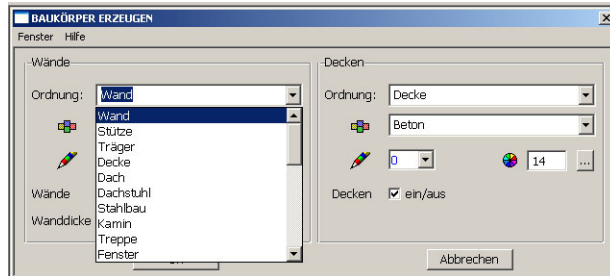 BAUKÖRPER ERZEUGEN
Fenster Hilfe
Wände
Ordnung: Wand
Wand
Stütze
Träger
Decke
Dach
Dachstuhl
Stahlbau
Kamin
Treppe
Fenster
Wände
Wanddicke
Decken
Ordnung: Decke
Beton
0 14 ...
Decken ein/aus
Abbrechen